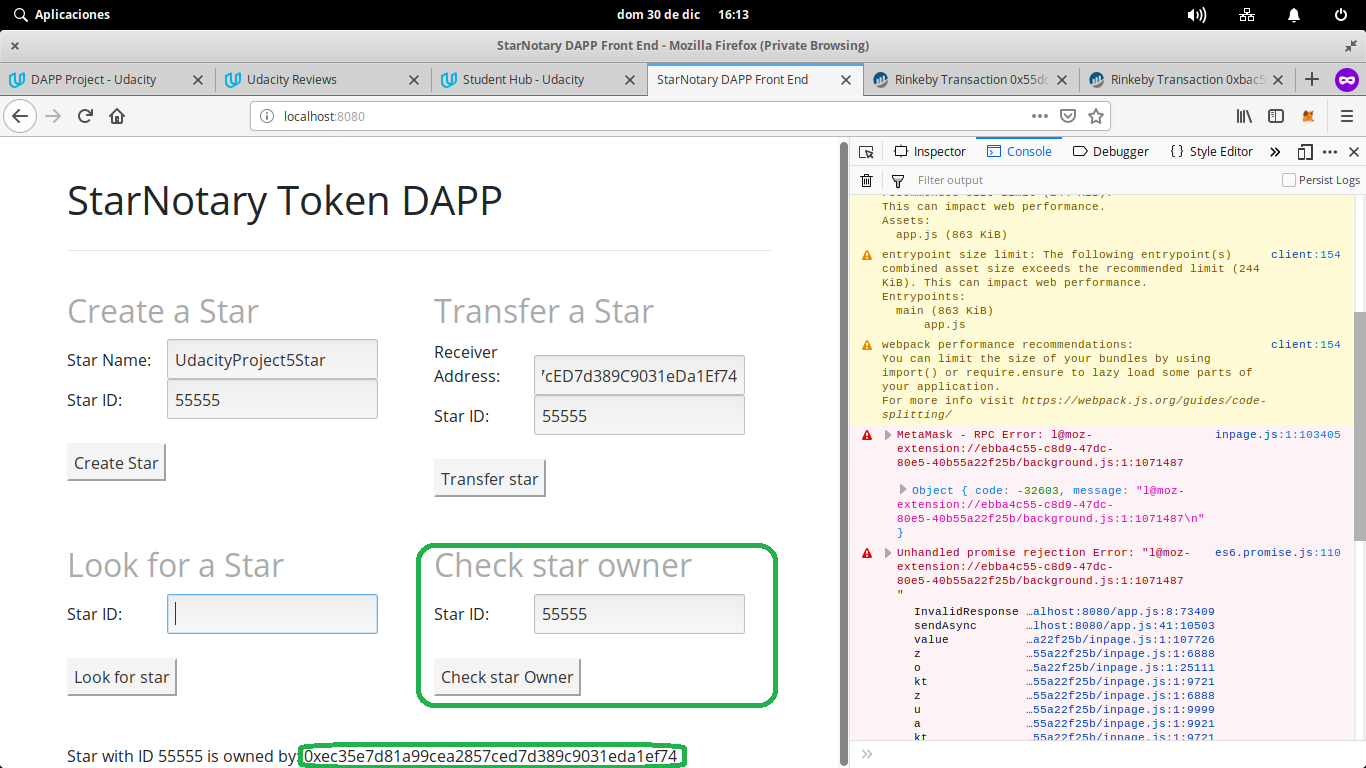 Aplicaciones
dom 30 de dic 16:13
StarNotary DAPP Front End - Mozilla Firefox (Private Browsing)
DAPP Project - Udacity
Udacity Reviews
Student Hub - Udacity
StarNotary DAPP Front End
Rinkeby Transaction 0x55dc
Rinkeby Transaction 0xbac5
localhost:8080
StarNotary Token DAPP
Create a Star
Star Name: UdacityProject5Star
Star ID: 55555
Create Star
Transfer a Star
Receiver
Address: 7cED7d389C9031eDa1Ef74
Star ID: 55555
Transfer star
Look for a Star
Star ID:
Look for star
Check star owner
Star ID: 55555
Check star Owner
Star with ID 55555 is owned by: 0xec35e7d81a99cea2857ced7d389c9031eda1ef74
Inspector Console Debugger Style Editor
Filter output Persist Logs
This can impact web performance.
Assets:
app.js (863 KiB)
entrypoint size limit: The following entrypoint(s) client:154
combined asset size exceeds the recommended limit (244
KiB). This can impact web performance.
Entrypoints:
main (863 KiB)
app.js
webpack performance recommendations: client:154
You can limit the size of your bundles by using
import() or require.ensure to lazy load some parts of
your application.
For more info visit https://webpack.js.org/guides/code-
splitting/
MetaMask - RPC Error: l@moz- inpage.js:1:103405
extension://ebba4c55-c8d9-47dc-
80e5-40b55a22f25b/background.js:1:1071487
Object { code: -32603, message: "l@moz-
extension://ebba4c55-c8d9-47dc-
80e5-40b55a22f25b/background.js:1:1071487\n"
}
Unhandled promise rejection Error: "l@moz- es6.promise.js:110
extension://ebba4c55-c8d9-47dc-
80e5-40b55a22f25b/background.js:1:1071487
"
InvalidResponse …alhost:8080/app.js:8:73409
sendAsync …lhost:8080/app.js:41:10503
value …a22f25b/inpage.js:1:107726
z …55a22f25b/inpage.js:1:6888
o …5a22f25b/inpage.js:1:25111
kt …55a22f25b/inpage.js:1:9721
z …55a22f25b/inpage.js:1:6888
u …55a22f25b/inpage.js:1:9999
a …55a22f25b/inpage.js:1:9921
kt …55a22f25b/inpage.js:1:9721